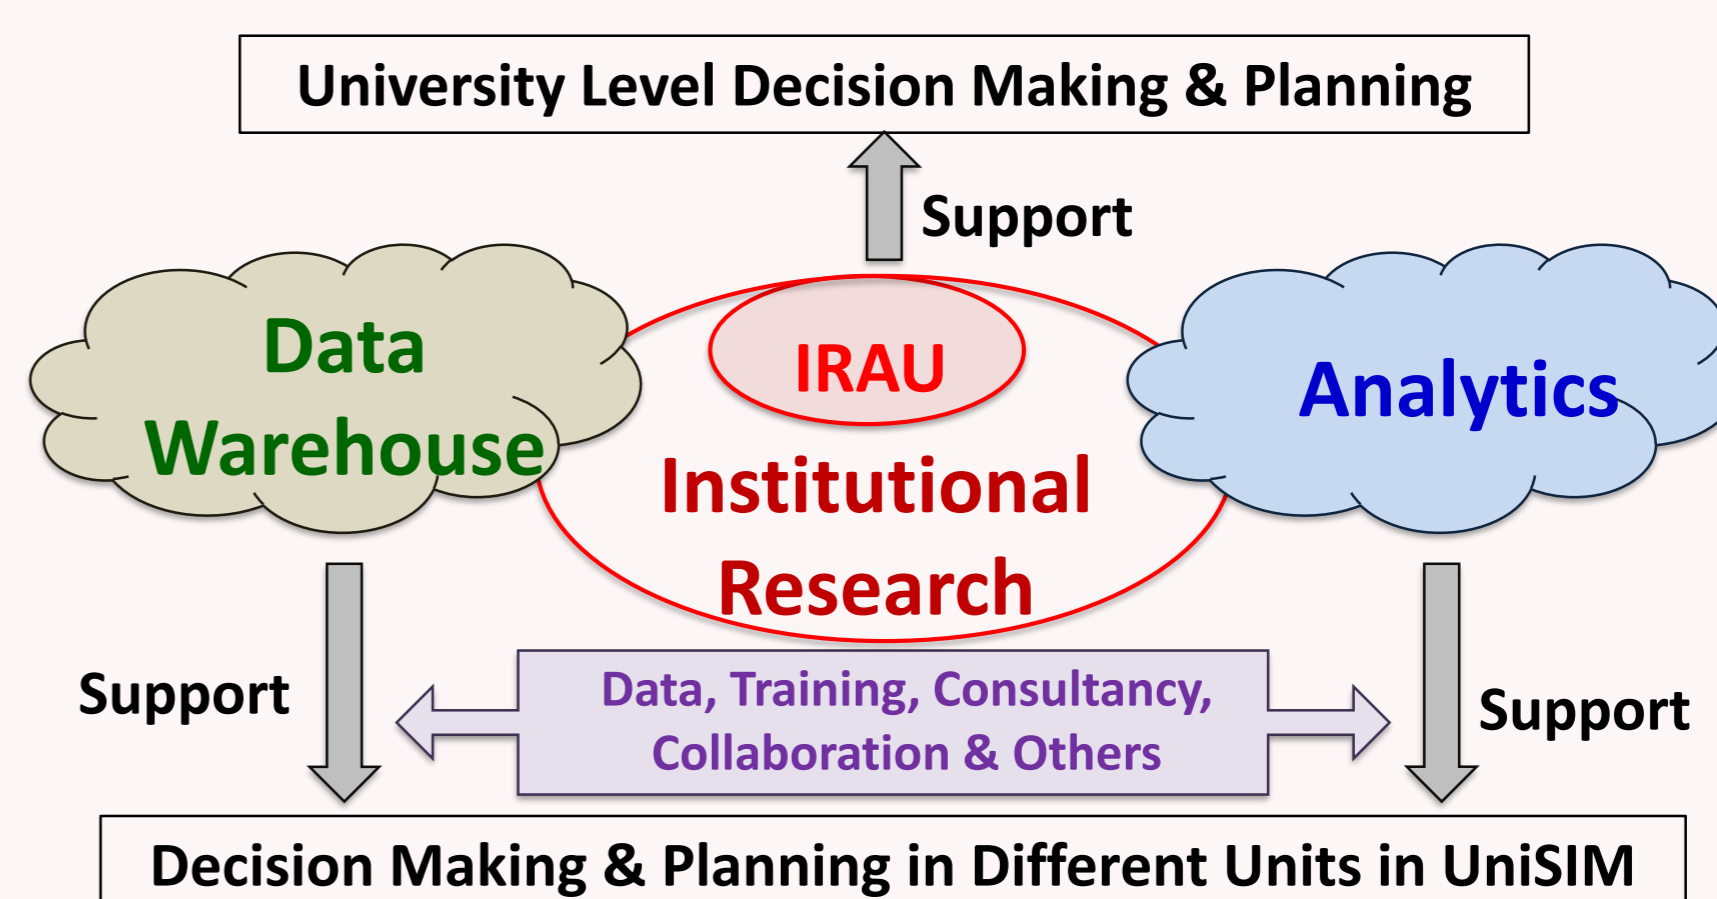 University Level Decision Making & Planning
Support
Data
Warehouse
IRAU
Institutional
Research
Analytics
Support
Data, Training, Consultancy,
Collaboration & Others
Support
Decision Making & Planning in Different Units in UniSIM